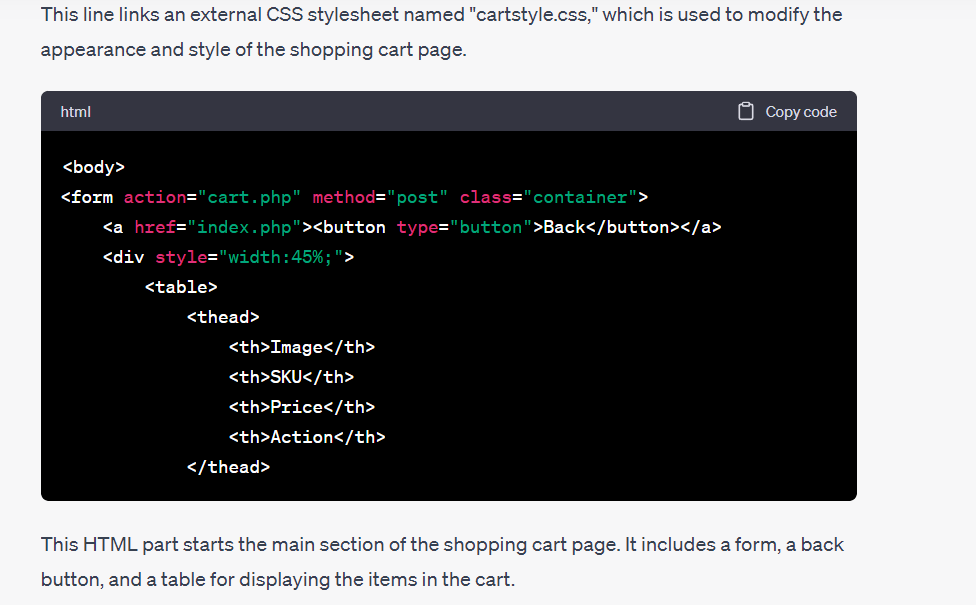 This line links an external CSS stylesheet named "cartstyle.css," which is used to modify the
appearance and style of the shopping cart page.
html
Copy code
<body>
<form action="cart.php" method="post" class="container">
    <a href="index.php"><button type="button">Back</button></a>
    <div style="width:45%;">
        <table>
            <thead>
                <th>Image</th>
                <th>SKU</th>
                <th>Price</th>
                <th>Action</th>
            </thead>
This HTML part starts the main section of the shopping cart page. It includes a form, a back
button, and a table for displaying the items in the cart.